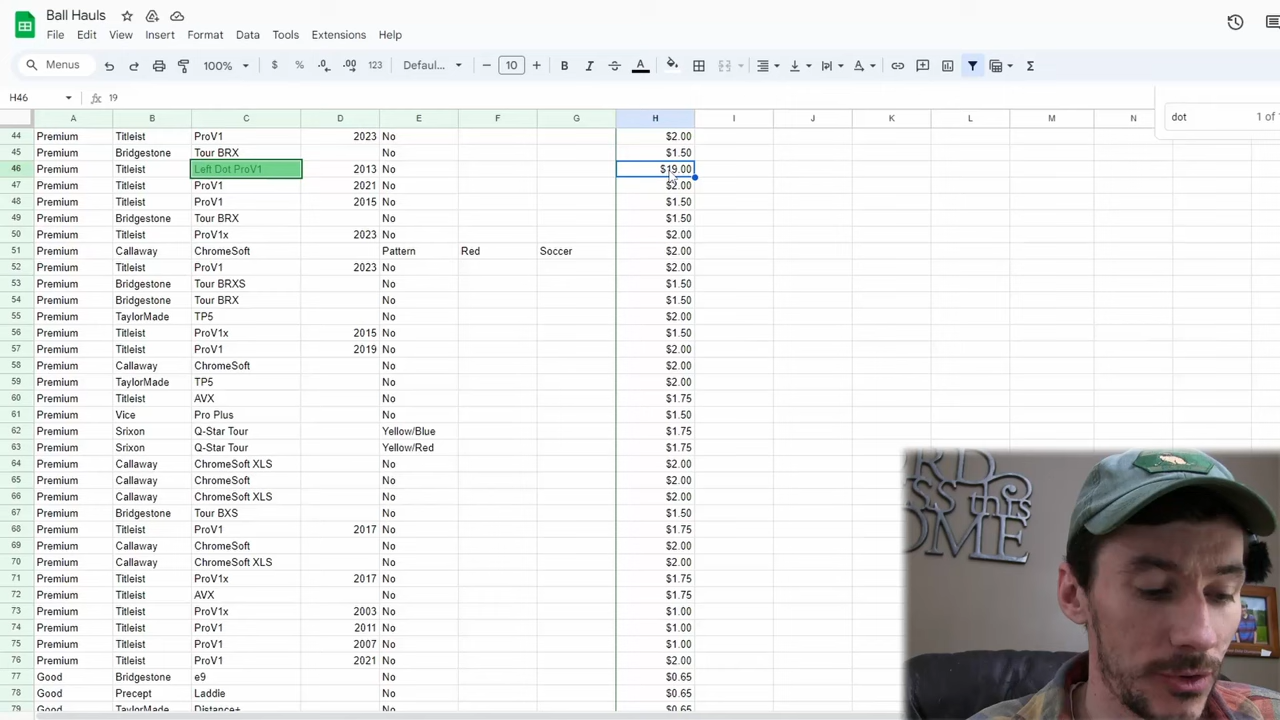 Ball Hauls
File Edit View Insert Format Data Tools Extensions Help
Menus 100% $ % .0 .00 123 Defaul... 10 B I A
H46 fx 19
dot 1 of
A B C D E F G H I J K L M N
44 Premium Titleist ProV1 2023 No $2.00
45 Premium Bridgestone Tour BRX No $1.50
46 Premium Titleist Left Dot ProV1 2013 No $19.00
47 Premium Titleist ProV1 2021 No $2.00
48 Premium Titleist ProV1 2015 No $1.50
49 Premium Bridgestone Tour BRX No $1.50
50 Premium Titleist ProV1x 2023 No $2.00
51 Premium Callaway ChromeSoft Pattern Red Soccer $2.00
52 Premium Titleist ProV1 2023 No $2.00
53 Premium Bridgestone Tour BRXS No $1.50
54 Premium Bridgestone Tour BRX No $1.50
55 Premium TaylorMade TP5 No $2.00
56 Premium Titleist ProV1x 2015 No $1.50
57 Premium Titleist ProV1 2019 No $2.00
58 Premium Callaway ChromeSoft No $2.00
59 Premium TaylorMade TP5 No $2.00
60 Premium Titleist AVX No $1.75
61 Premium Vice Pro Plus No $1.50
62 Premium Srixon Q-Star Tour Yellow/Blue $1.75
63 Premium Srixon Q-Star Tour Yellow/Red $1.75
64 Premium Callaway ChromeSoft XLS No $2.00
65 Premium Callaway ChromeSoft No $2.00
66 Premium Callaway ChromeSoft XLS No $2.00
67 Premium Bridgestone Tour BXS No $1.50
68 Premium Titleist ProV1 2017 No $1.75
69 Premium Callaway ChromeSoft No $2.00
70 Premium Callaway ChromeSoft XLS No $2.00
71 Premium Titleist ProV1x 2017 No $1.75
72 Premium Titleist AVX No $1.75
73 Premium Titleist ProV1x 2003 No $1.00
74 Premium Titleist ProV1 2011 No $1.00
75 Premium Titleist ProV1 2007 No $1.00
76 Premium Titleist ProV1 2021 No $2.00
77 Good Bridgestone e9 No $0.65
78 Good Precept Laddie No $0.65
79 Good TaylorMade Distance+ No $0.65